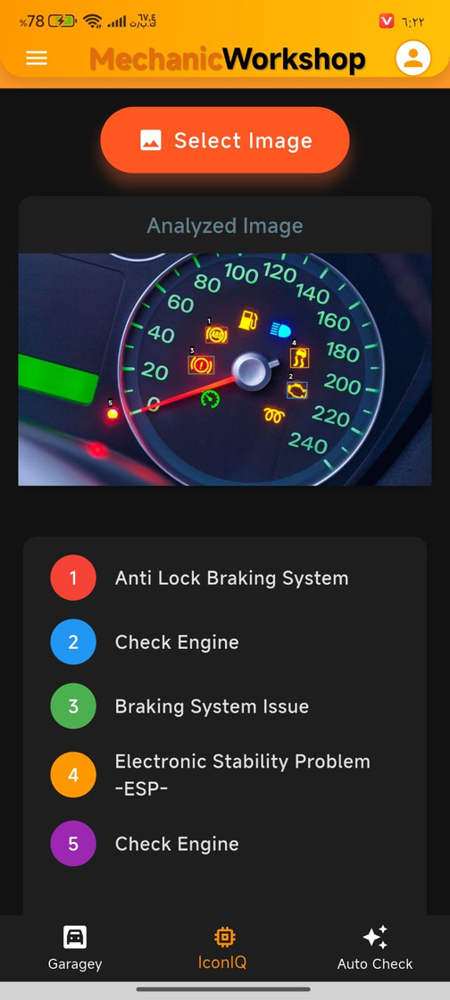 %78
٦٧٫٤
ك.ب/ث
٦:٢٢
MechanicWorkshop
Select Image
Analyzed Image
100
120
80
140
60
160
1
ABS
40
4
180
3
20
200
2
5
0
220
240
1 Anti Lock Braking System
2 Check Engine
3 Braking System Issue
4 Electronic Stability Problem
-ESP-
5 Check Engine
Garagey
IconIQ
Auto Check